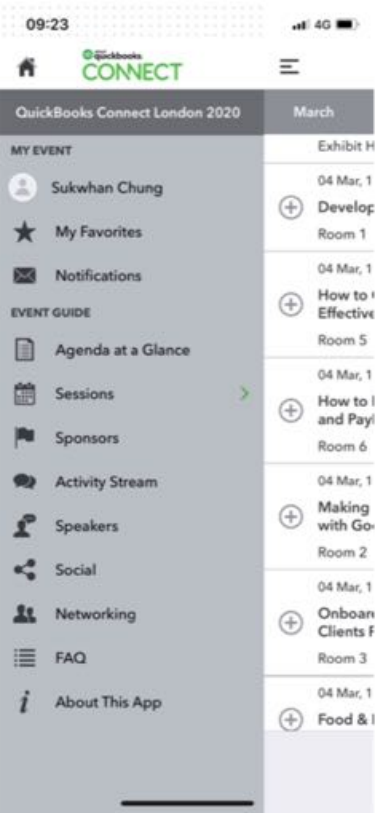 09:23
4G
quickbooks.
CONNECT
QuickBooks Connect London 2020
MY EVENT
Sukwhan Chung
My Favorites
Notifications
EVENT GUIDE
Agenda at a Glance
Sessions
Sponsors
Activity Stream
Speakers
Social
Networking
FAQ
About This App
March
Exhibit H
04 Mar, 1
Develop
Room 1
04 Mar, 1
How to
Effective
Room 5
04 Mar, 1
How to
and Payl
Room 6
04 Mar, 1
Making
with Go
Room 2
04 Mar, 1
Onboar
Clients F
Room 3
04 Mar, 1
Food &